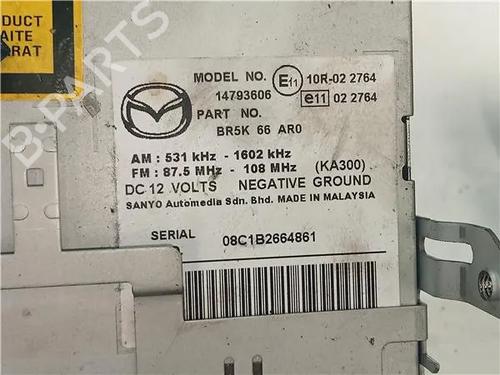 DUCT
AITE
RAT
B-PARTS
MODEL NO. E11 10R-02 2764
14793606 e11 02 2764
PART NO.
BR5K 66 AR0
AM : 531 kHz - 1602 kHz
FM : 87.5 MHz - 108 MHz (KA300)
DC 12 VOLTS NEGATIVE GROUND
SANYO Automedia Sdn. Bhd. MADE IN MALAYSIA
SERIAL 08C1B2664861